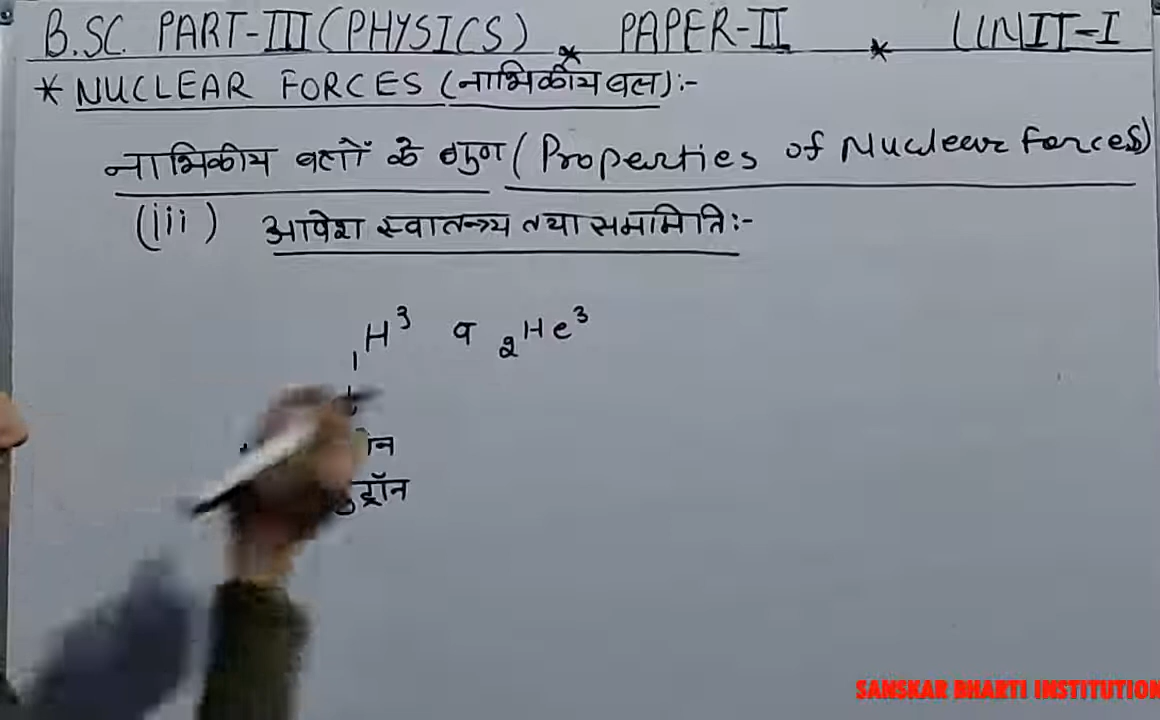 B.SC. PART-III (PHYSICS) * PAPER-II * UNIT-I
* NUCLEAR FORCES (नाभिकीय बल):-
नाभिकीय बलों के गुण (Properties of Nuclear Forces)
(iii) आवेश स्वातन्त्र्य तथा सममिति:-
₁H³ व ₂He³
SANSKAR BHARTI INSTITUTION